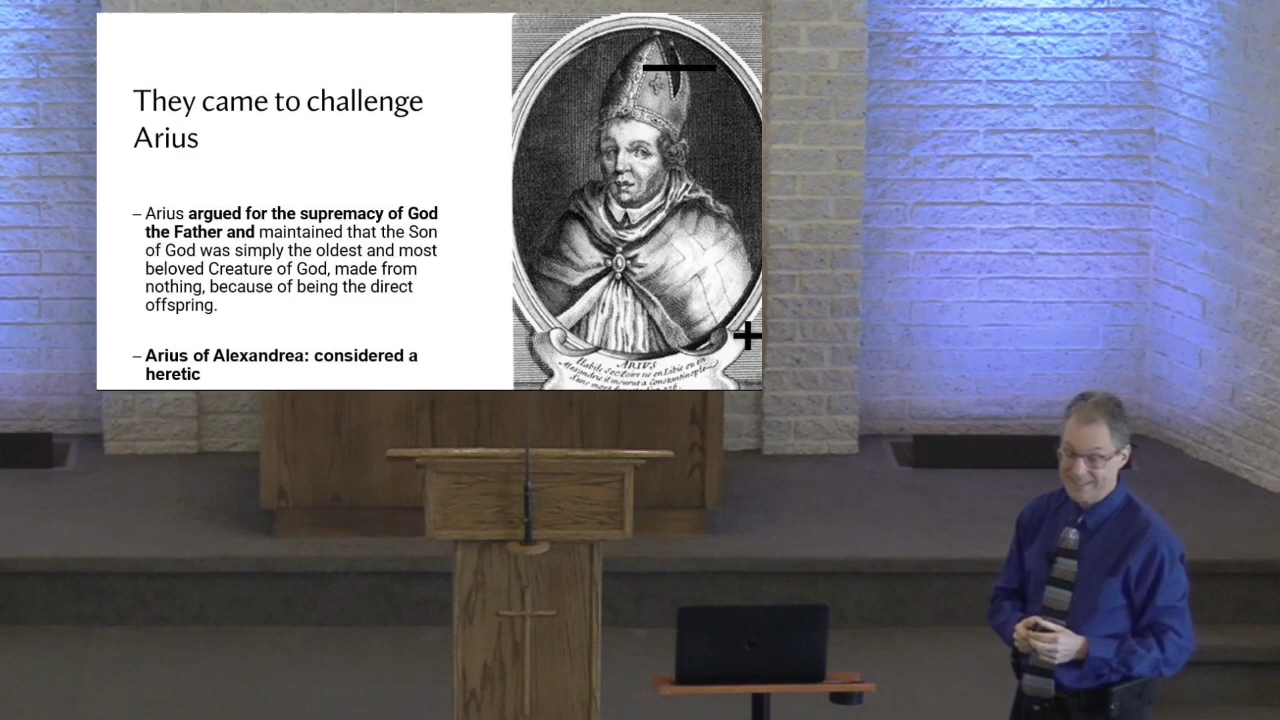 They came to challenge
Arius
– Arius argued for the supremacy of God
the Father and maintained that the Son
of God was simply the oldest and most
beloved Creature of God, made from
nothing, because of being the direct
offspring.
– Arius of Alexandrea: considered a
heretic
ARIVS